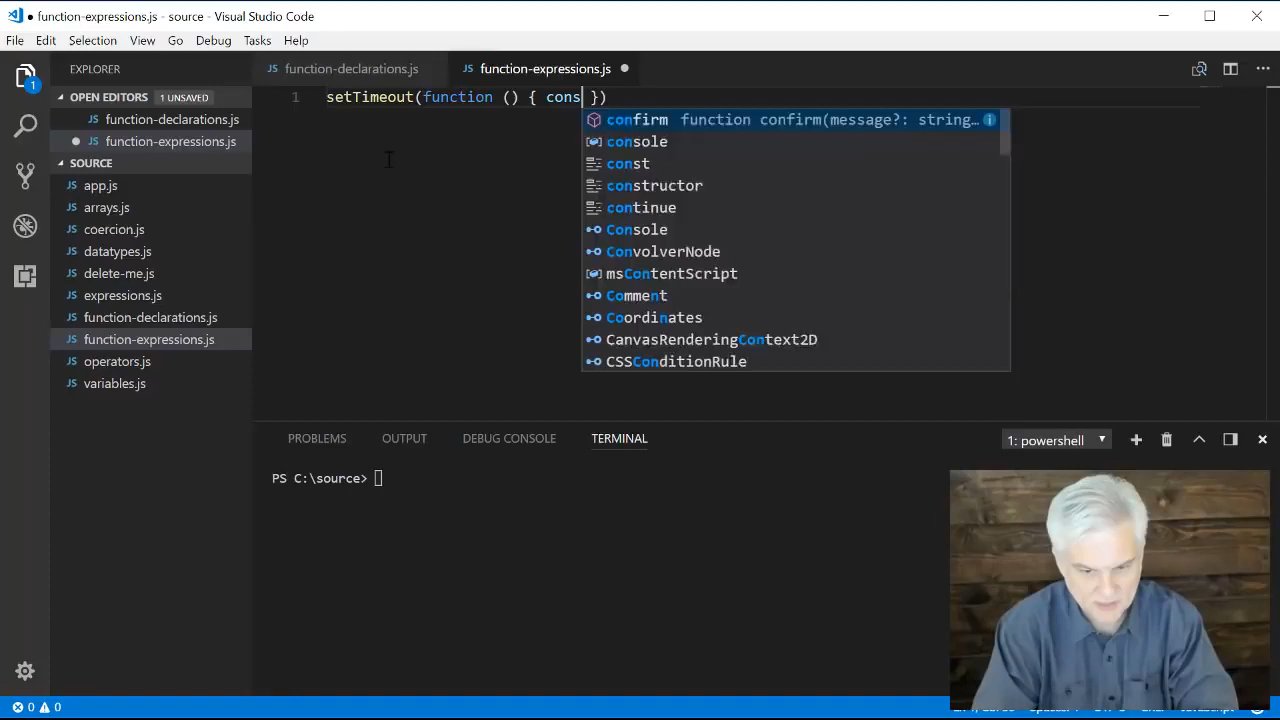 function-expressions.js - source - Visual Studio Code
File Edit Selection View Go Debug Tasks Help
EXPLORER
function-declarations.js
function-expressions.js
OPEN EDITORS 1 UNSAVED
function-declarations.js
function-expressions.js
SOURCE
app.js
arrays.js
coercion.js
datatypes.js
delete-me.js
expressions.js
function-declarations.js
function-expressions.js
operators.js
variables.js
1
1 setTimeout(function () { cons })
confirm function confirm(message?: string…
console
const
constructor
continue
Console
ConvolverNode
msContentScript
Comment
Coordinates
CanvasRenderingContext2D
CSSConditionRule
PROBLEMS OUTPUT DEBUG CONSOLE TERMINAL
1: powershell
PS C:\source>
0 0